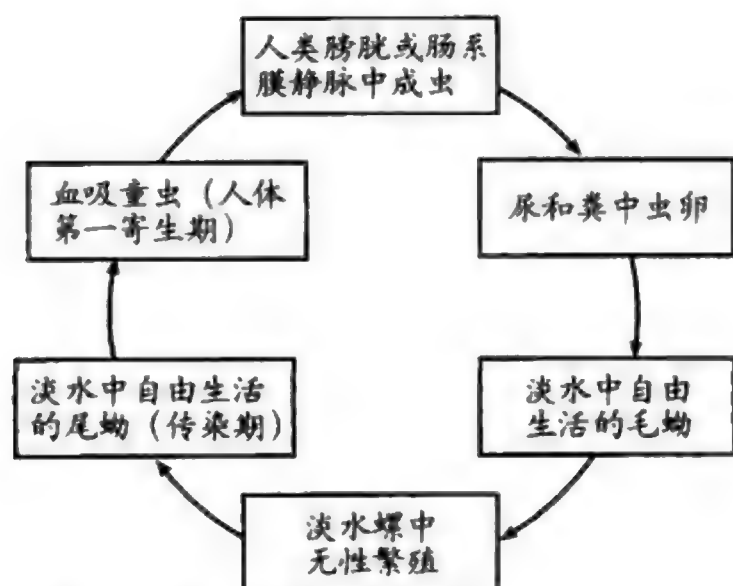 人类膀胱或肠系
膜静脉中成虫
尿和粪中虫卵
淡水中自由
生活的毛蚴
淡水螺中
无性繁殖
淡水中自由生活
的尾蚴（传染期）
血吸童虫（人体
第一寄生期）